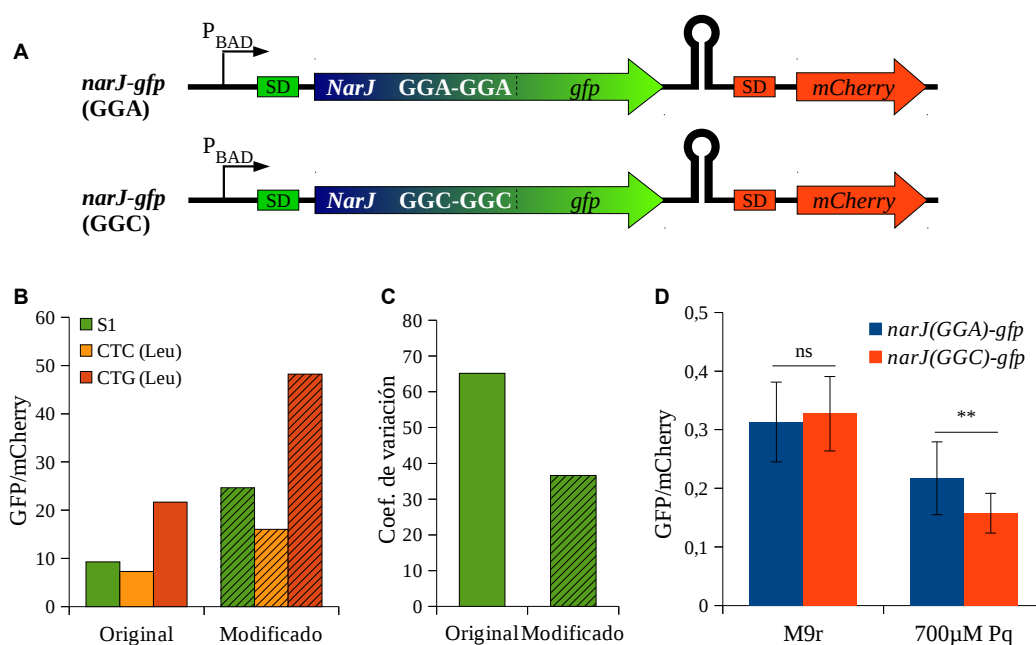 A
P BAD
narJ-gfp
(GGA)
SD
NarJ GGA-GGA gfp
SD
mCherry
P BAD
narJ-gfp
(GGC)
SD
NarJ GGC-GGC gfp
SD
mCherry
B
GFP/mCherry
60
50
40
30
20
10
0
S1
CTC (Leu)
CTG (Leu)
Original
Modificado
C
Coef. de variación
80
70
60
50
40
30
20
10
0
Original
Modificado
D
GFP/mCherry
0,5
0,4
0,3
0,2
0,1
0
narJ(GGA)-gfp
narJ(GGC)-gfp
ns
**
M9r
700µM Pq